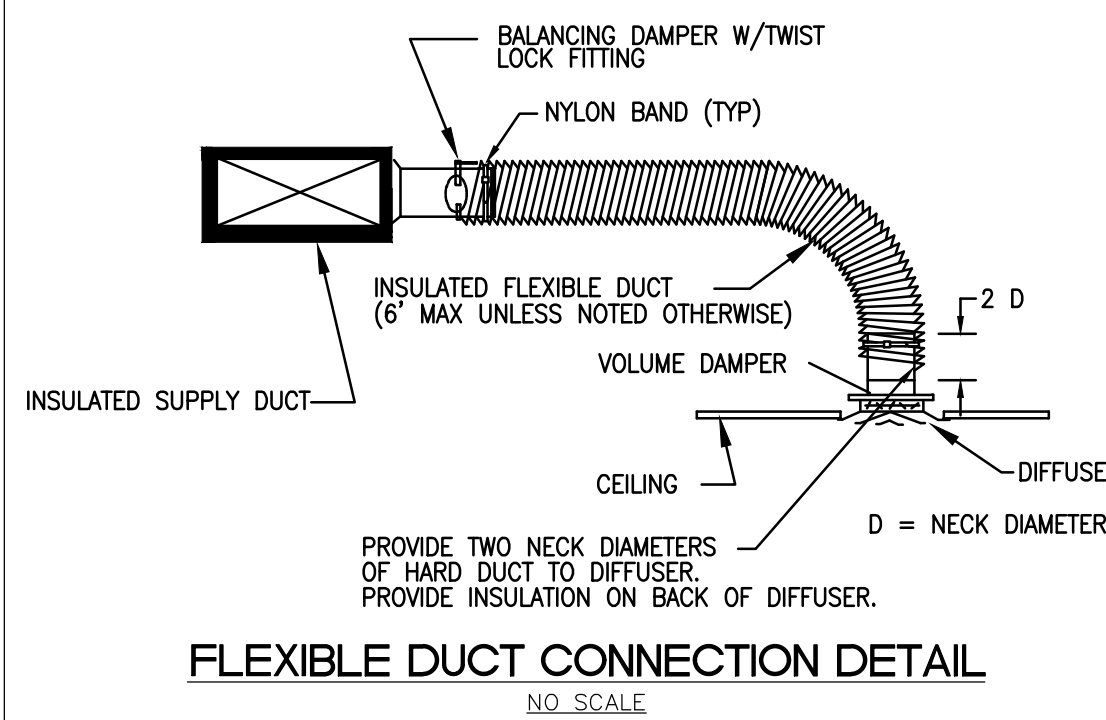 BALANCING DAMPER W/TWIST
LOCK FITTING
NYLON BAND (TYP)
INSULATED FLEXIBLE DUCT
(6' MAX UNLESS NOTED OTHERWISE)
2 D
VOLUME DAMPER
INSULATED SUPPLY DUCT
CEILING
DIFFUSE
D = NECK DIAMETER
PROVIDE TWO NECK DIAMETERS
OF HARD DUCT TO DIFFUSER.
PROVIDE INSULATION ON BACK OF DIFFUSER.
FLEXIBLE DUCT CONNECTION DETAIL
NO SCALE